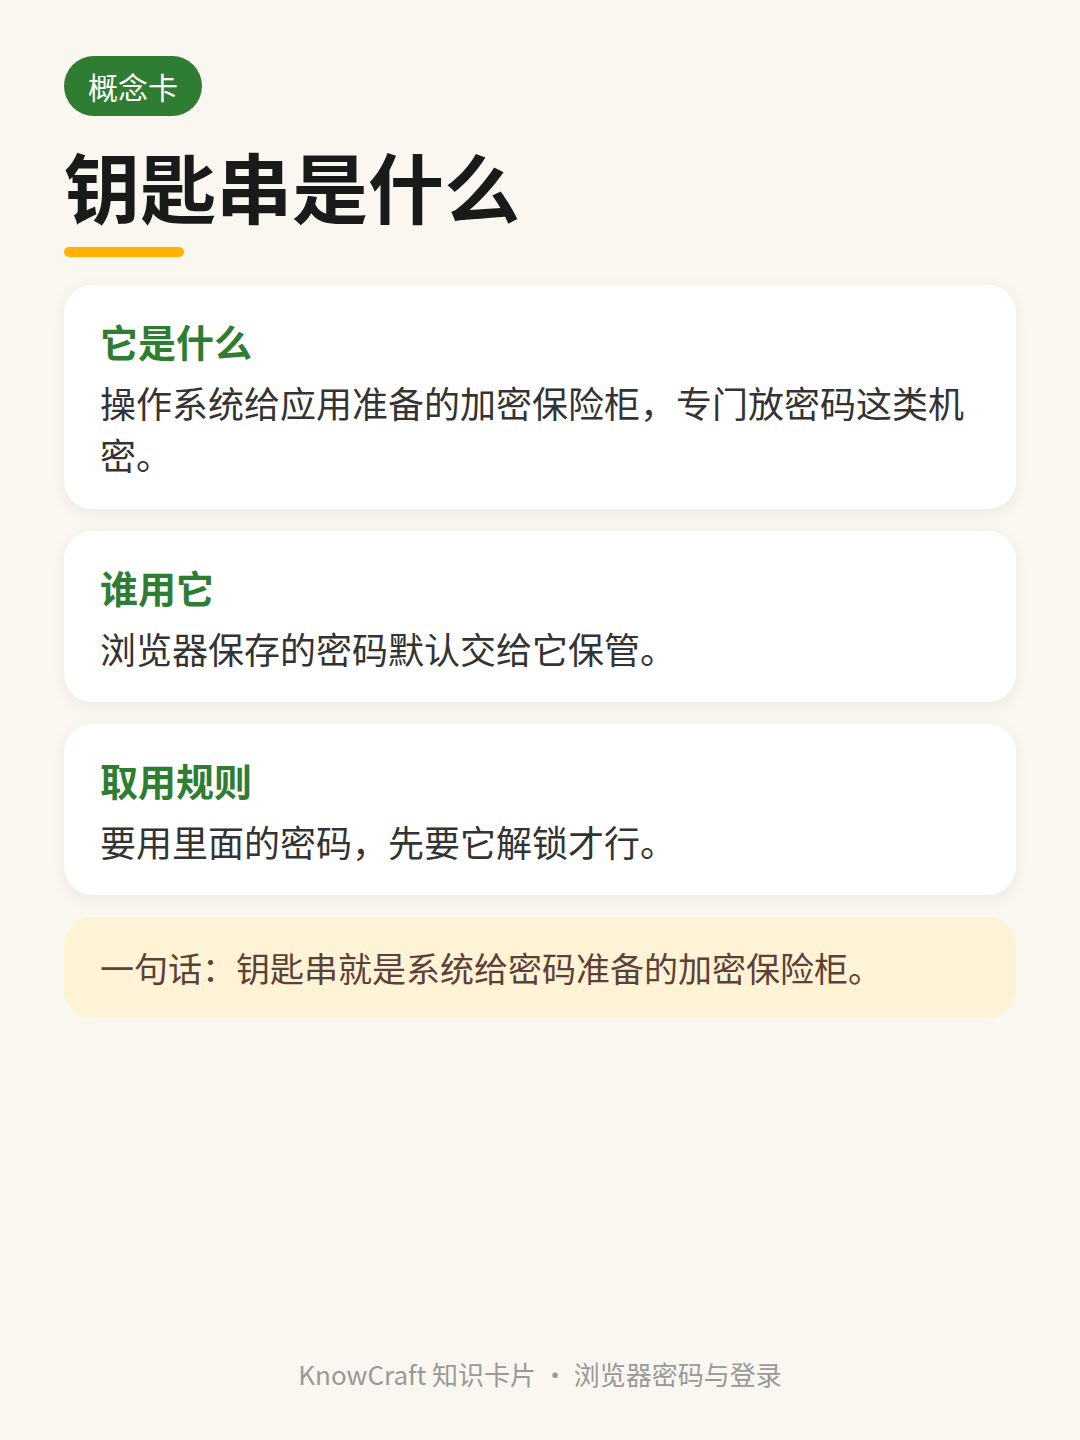 概念卡
钥匙串是什么
它是什么
操作系统给应用准备的加密保险柜，专门放密码这类机
密。
谁用它
浏览器保存的密码默认交给它保管。
取用规则
要用里面的密码，先要它解锁才行。
一句话：钥匙串就是系统给密码准备的加密保险柜。
KnowCraft 知识卡片 · 浏览器密码与登录